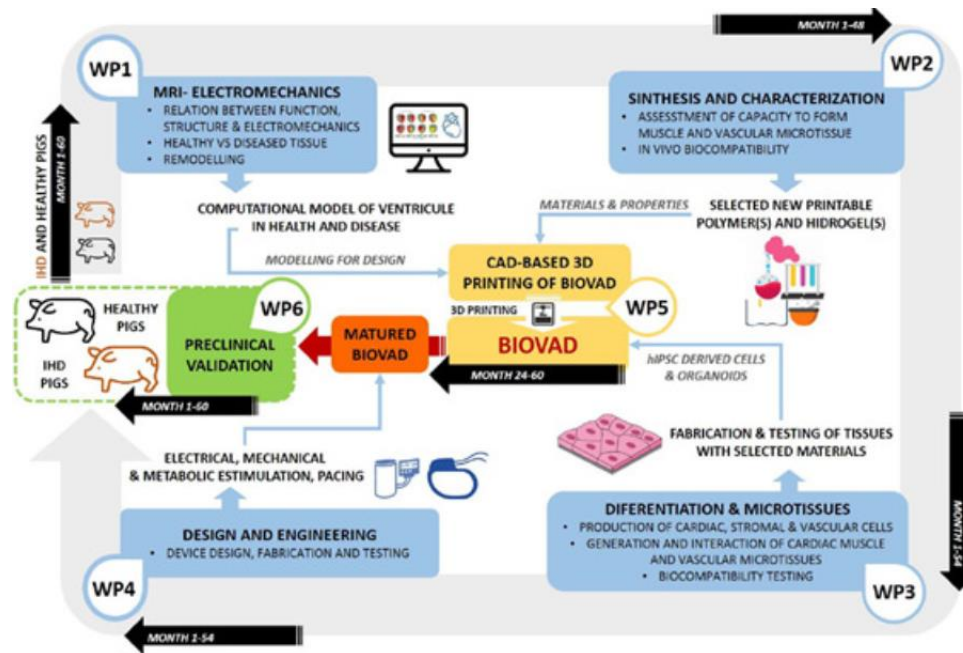 MONTH 1-48
WP1
MRI- ELECTROMECHANICS
• RELATION BETWEEN FUNCTION,
STRUCTURE & ELECTROMECHANICS
• HEALTHY VS DISEASED TISSUE
• REMODELLING
WP2
SINTHESIS AND CHARACTERIZATION
• ASSESSMENT OF CAPACITY TO FORM
MUSCLE AND VASCULAR MICROTISSUE
• IN VIVO BIOCOMPATIBILITY
IHD AND HEALTHY PIGS
MONTH 1-60
COMPUTATIONAL MODEL OF VENTRICULE
IN HEALTH AND DISEASE
MATERIALS & PROPERTIES
SELECTED NEW PRINTABLE
POLYMER(S) AND HIDROGEL(S)
MODELLING FOR DESIGN
CAD-BASED 3D
PRINTING OF BIOVAD
WP5
3D PRINTING
BIOVAD
MONTH 24-60
MATURED
BIOVAD
WP6
PRECLINICAL
VALIDATION
HEALTHY
PIGS
IHD
PIGS
MONTH 1-60
hIPSC DERIVED CELLS
& ORGANOIDS
FABRICATION & TESTING OF TISSUES
WITH SELECTED MATERIALS
ELECTRICAL, MECHANICAL
& METABOLIC ESTIMULATION, PACING
DESIGN AND ENGINEERING
• DEVICE DESIGN, FABRICATION AND TESTING
WP4
MONTH 1-54
DIFERENTIATION & MICROTISSUES
• PRODUCTION OF CARDIAC, STROMAL & VASCULAR CELLS
• GENERATION AND INTERACTION OF CARDIAC MUSCLE
AND VASCULAR MICROTISSUES
• BIOCOMPATIBILITY TESTING
WP3
MONTH 1-54